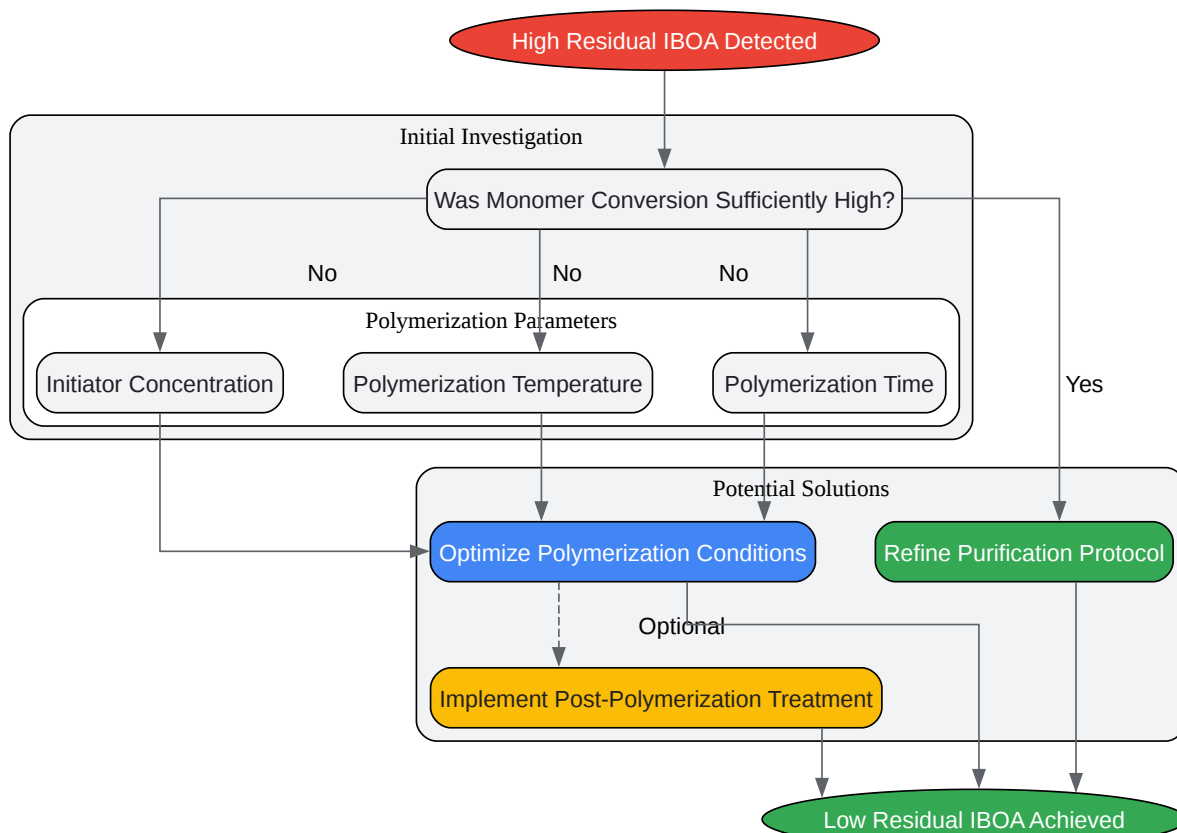 High Residual IBOA Detected
Initial Investigation
Was Monomer Conversion Sufficiently High?
No
No
No
Polymerization Parameters
Initiator Concentration
Polymerization Temperature
Polymerization Time
Yes
Potential Solutions
Optimize Polymerization Conditions
Refine Purification Protocol
Optional
Implement Post-Polymerization Treatment
Low Residual IBOA Achieved